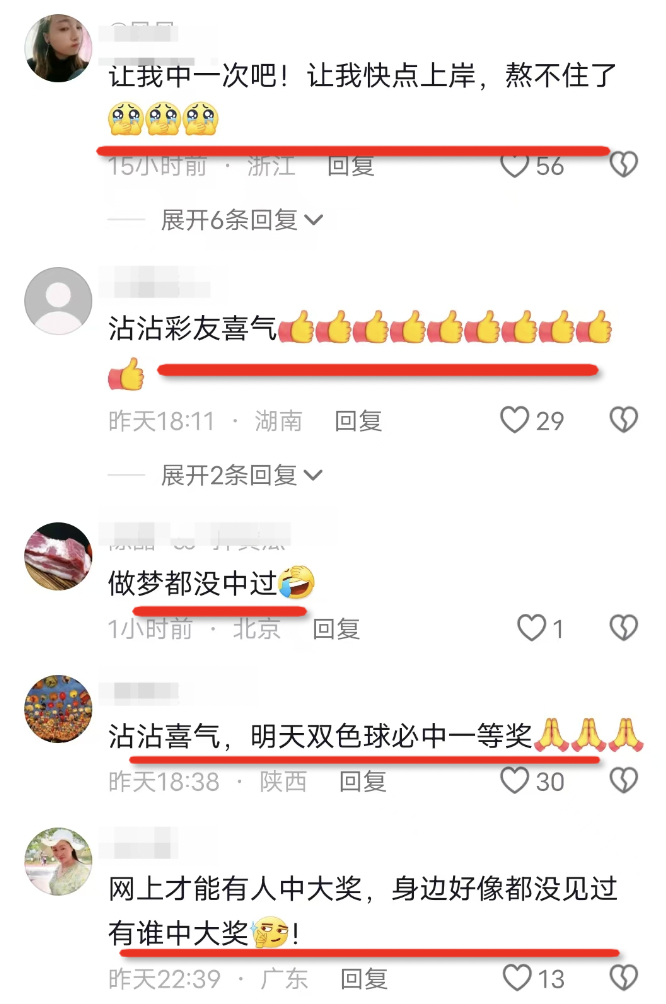 让我中一次吧！让我快点上岸，熬不住了
15小时前 · 浙江 回复 56
展开6条回复
沾沾彩友喜气
昨天18:11 · 湖南 回复 29
展开2条回复
做梦都没中过
1小时前 · 北京 回复 1
沾沾喜气，明天双色球必中一等奖
昨天18:38 · 陕西 回复 30
网上才能有人中大奖，身边好像都没见过
有谁中大奖！
昨天22:39 · 广东 回复 13